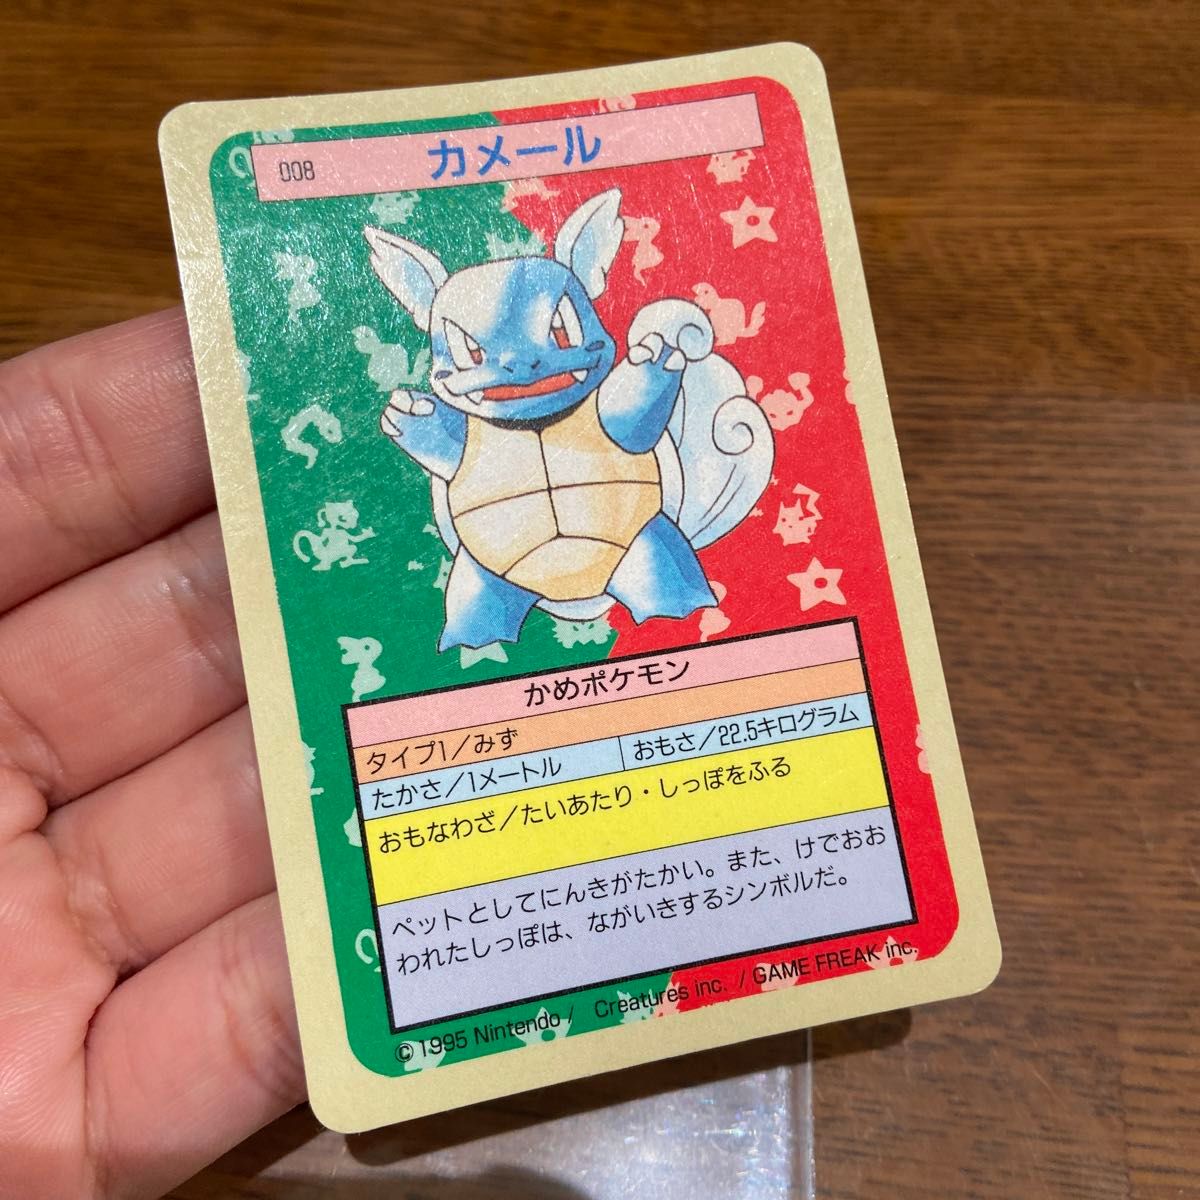 008 カメール
かめポケモン
タイプ1/みず
たかさ/1メートル おもさ/22.5キログラム
おもなわざ/たいあたり・しっぽをふる
ペットとしてにんきがたかい。また、けでおお
われたしっぽは、ながいきするシンボルだ。
© 1995 Nintendo / Creatures inc. / GAME FREAK inc.